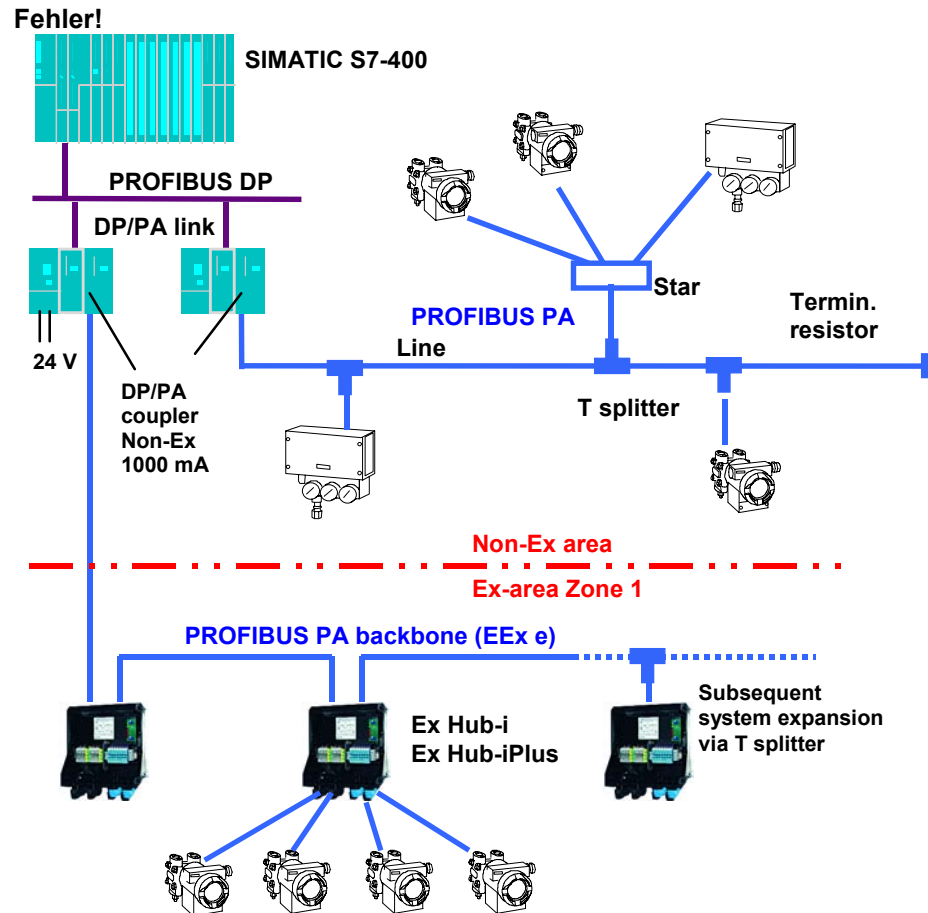 Fehler!
SIMATIC S7-400
PROFIBUS DP
DP/PA link
Star
PROFIBUS PA
Termin.
resistor
Line
24 V
DP/PA
coupler
Non-Ex
1000 mA
T splitter
Non-Ex area
Ex-area Zone 1
PROFIBUS PA backbone (EEx e)
Ex Hub-i
Ex Hub-iPlus
Subsequent
system expansion
via T splitter